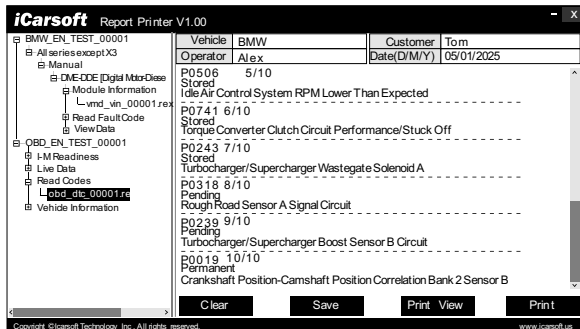 iCarsoft Report Printer V1.00
- X
BMW_EN_TEST_00001
All series except X3
Manual
DME-DDE [Digital Motor-Diese
Module Information
vmd_vin_00001.rex
Read Fault Code
View Data
OBD_EN_TEST_00001
I-M Readiness
Live Data
Read Codes
obd_dtc_00001.re
Vehicle Information
Vehicle BMW Customer Tom
Operator Alex Date(D/M/Y) 05/01/2025
P0506 5/10
Stored
Idle Air Control System RPM Lower Than Expected
P0741 6/10
Stored
Torque Converter Clutch Circuit Performance/Stuck Off
P0243 7/10
Stored
Turbocharger/Supercharger Wastegate Solenoid A
P0318 8/10
Pending
Rough Road Sensor A Signal Circuit
P0239 9/10
Pending
Turbocharger/Supercharger Boost Sensor B Circuit
P0019 10/10
Permanent
Crankshaft Position-Camshaft Position Correlation Bank 2 Sensor B
Clear Save Print View Print
Copyright ©Icarsoft Technology Inc. All rights reserved. www.icarsoft.us